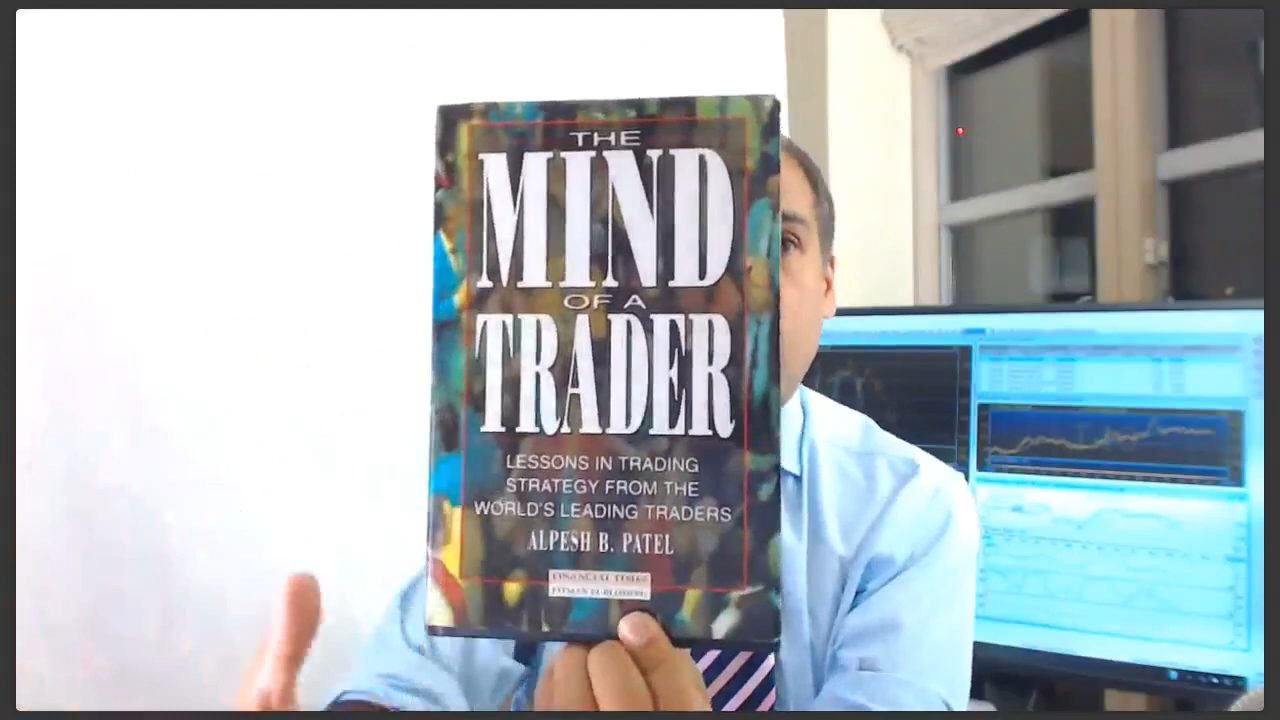 THE
MIND
OF A
TRADER
LESSONS IN TRADING
STRATEGY FROM THE
WORLD'S LEADING TRADERS
ALPESH B. PATEL
FINANCIAL TIMES
PITMAN PUBLISHING